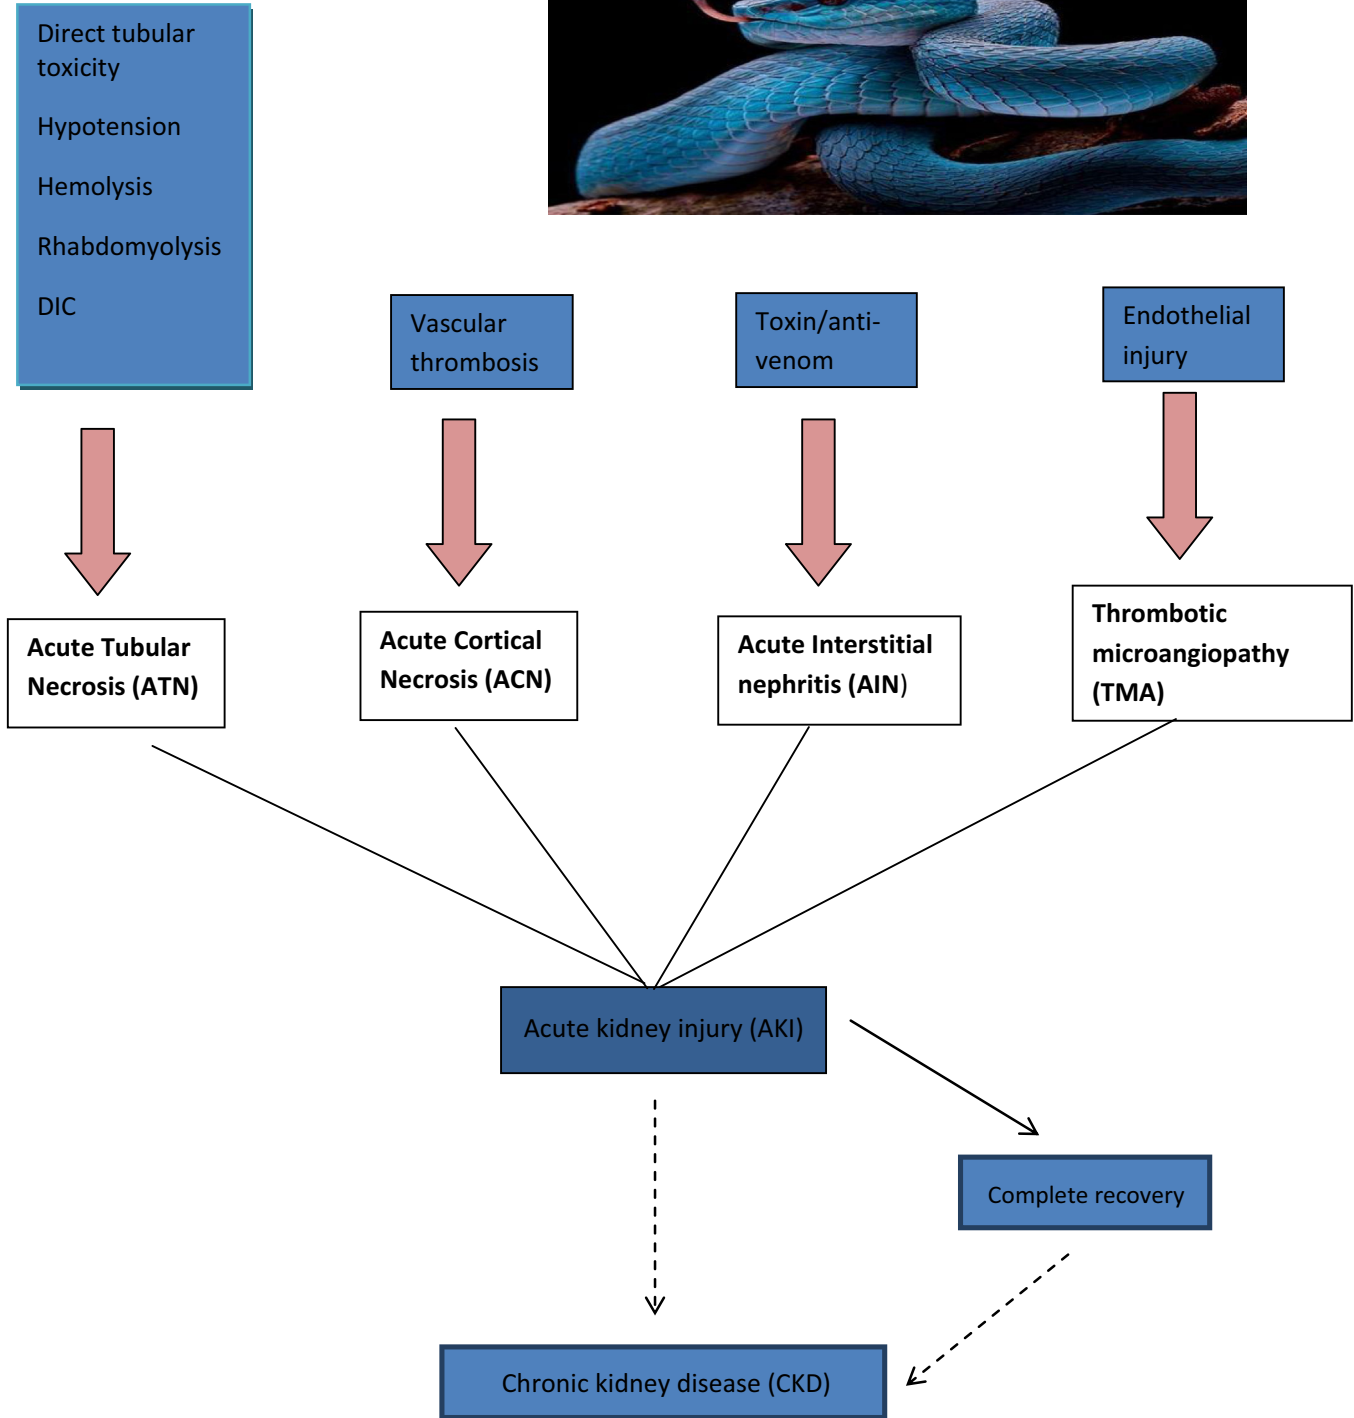 Direct tubular
toxicity
Hypotension
Hemolysis
Rhabdomyolysis
DIC
Vascular
thrombosis
Toxin/anti-
venom
Endothelial
injury
Acute Tubular
Necrosis (ATN)
Acute Cortical
Necrosis (ACN)
Acute Interstitial
nephritis (AIN)
Thrombotic
microangiopathy
(TMA)
Acute kidney injury (AKI)
Complete recovery
Chronic kidney disease (CKD)